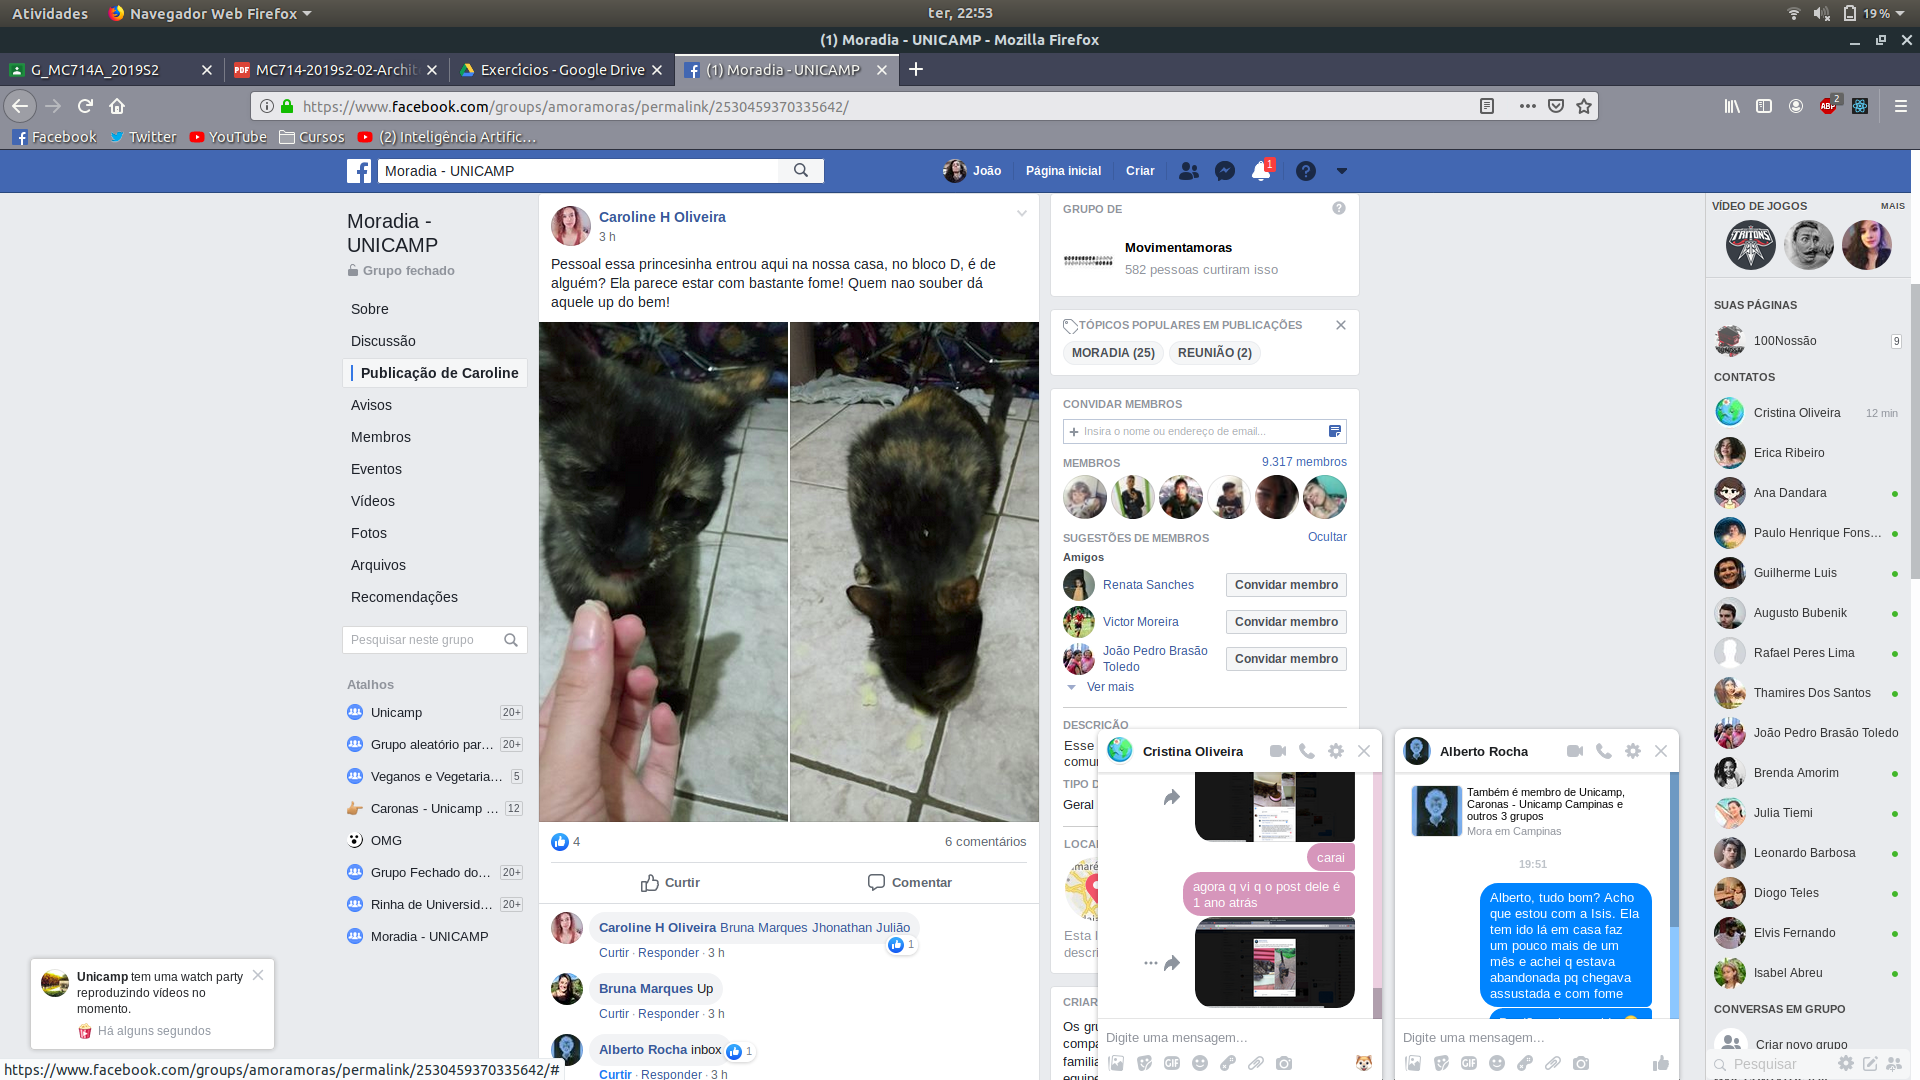 Atividades
Navegador Web Firefox
ter, 22:53
19 %
(1) Moradia - UNICAMP - Mozilla Firefox
G_MC714A_2019S2
MC714-2019s2-02-Archit
Exercícios - Google Drive
(1) Moradia - UNICAMP
https://www.facebook.com/groups/amoramoras/permalink/2530459370335642/
2
Facebook
Twitter
YouTube
Cursos
(2) Inteligência Artific…
Moradia - UNICAMP
João
Página inicial
Criar
1
Moradia -
UNICAMP
Grupo fechado
Sobre
Discussão
Publicação de Caroline
Avisos
Membros
Eventos
Vídeos
Fotos
Arquivos
Recomendações
Pesquisar neste grupo
Atalhos
Unicamp 20+
Grupo aleatório par... 20+
Veganos e Vegetaria... 5
Caronas - Unicamp ... 12
OMG
Grupo Fechado do... 20+
Rinha de Universid... 20+
Moradia - UNICAMP
Unicamp tem uma watch party
reproduzindo vídeos no
momento.
Há alguns segundos
https://www.facebook.com/groups/amoramoras/permalink/2530459370335642/#
Caroline H Oliveira
3 h
Pessoal essa princesinha entrou aqui na nossa casa, no bloco D, é de
alguém? Ela parece estar com bastante fome! Quem nao souber dá
aquele up do bem!
4
6 comentários
Curtir
Comentar
Caroline H Oliveira Bruna Marques Jhonathan Julião
1
Curtir · Responder · 3 h
Bruna Marques Up
Curtir · Responder · 3 h
Alberto Rocha inbox
1
Curtir · Responder · 3 h
GRUPO DE
Movimentamoras
582 pessoas curtiram isso
TÓPICOS POPULARES EM PUBLICAÇÕES
MORADIA (25)
REUNIÃO (2)
CONVIDAR MEMBROS
+ Insira o nome ou endereço de email...
MEMBROS
9.317 membros
SUGESTÕES DE MEMBROS
Ocultar
Amigos
Renata Sanches
Convidar membro
Victor Moreira
Convidar membro
João Pedro Brasão
Toledo
Convidar membro
Ver mais
DESCRIÇÃO
Esse
comu
TIPO D
Geral
LOCA
Esta l
descri
CRIAR
Os gru
compa
familia
equipe
Cristina Oliveira
carai
agora q vi q o post dele é
1 ano atrás
Digite uma mensagem...
GIF
Alberto Rocha
Também é membro de Unicamp,
Caronas - Unicamp Campinas e
outros 3 grupos
Mora em Campinas
19:51
Alberto, tudo bom? Acho
que estou com a Isis. Ela
tem ido lá em casa faz
um pouco mais de um
mês e achei q estava
abandonada pq chegava
assustada e com fome
Digite uma mensagem...
GIF
VÍDEO DE JOGOS
MAIS
TRITONS
SUAS PÁGINAS
100Nossão
9
CONTATOS
Cristina Oliveira
12 min
Erica Ribeiro
Ana Dandara
Paulo Henrique Fons...
Guilherme Luis
Augusto Bubenik
Rafael Peres Lima
Thamires Dos Santos
João Pedro Brasão Toledo
Brenda Amorim
Julia Tiemi
Leonardo Barbosa
Diogo Teles
Elvis Fernando
Isabel Abreu
CONVERSAS EM GRUPO
Criar novo grupo
Pesquisar